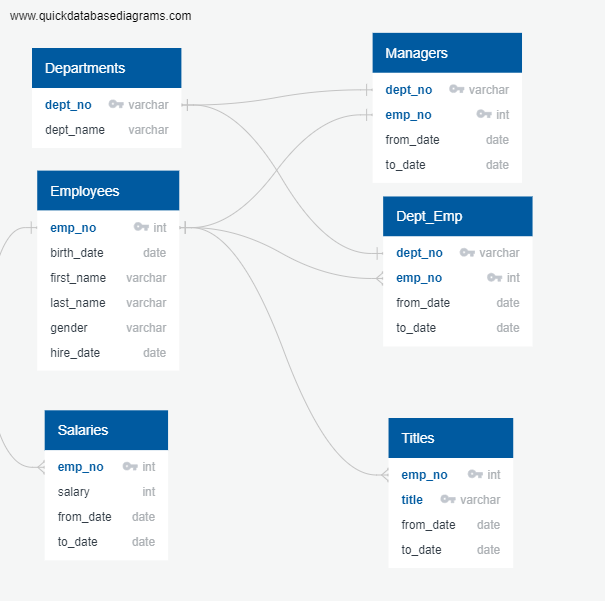 www.quickdatabasediagrams.com
Departments
dept_no varchar
dept_name varchar
Managers
dept_no varchar
emp_no int
from_date date
to_date date
Employees
emp_no int
birth_date date
first_name varchar
last_name varchar
gender varchar
hire_date date
Dept_Emp
dept_no varchar
emp_no int
from_date date
to_date date
Salaries
emp_no int
salary int
from_date date
to_date date
Titles
emp_no int
title varchar
from_date date
to_date date